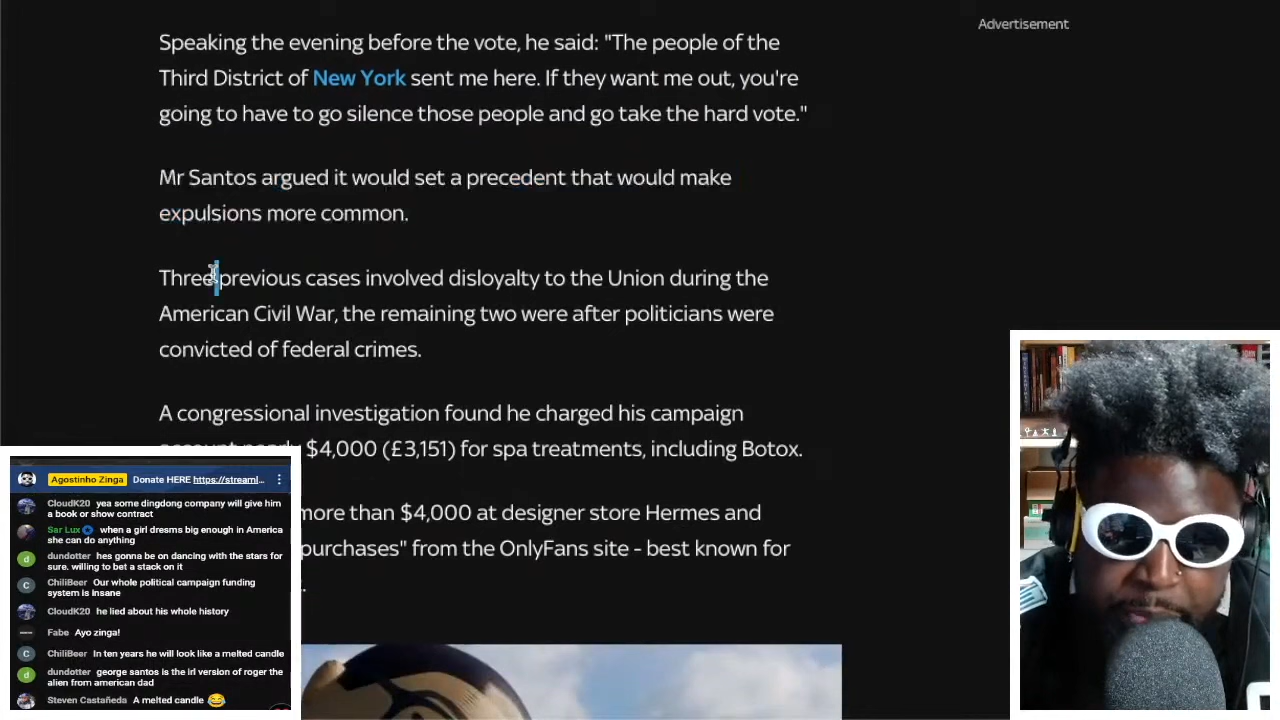 Advertisement
Speaking the evening before the vote, he said: "The people of the
Third District of New York sent me here. If they want me out, you're
going to have to go silence those people and go take the hard vote."
Mr Santos argued it would set a precedent that would make
expulsions more common.
Three previous cases involved disloyalty to the Union during the
American Civil War, the remaining two were after politicians were
convicted of federal crimes.
A congressional investigation found he charged his campaign
$4,000 (£3,151) for spa treatments, including Botox.
more than $4,000 at designer store Hermes and
purchases" from the OnlyFans site - best known for
Agostinho Zinga Donate HERE https://streaml...
CloudK20 yea some dingdong company will give him
a book or show contract
Sar Lux when a girl dresms big enough in America
she can do anything
dundotter hes gonna be on dancing with the stars for
sure. willing to bet a stack on it
ChiliBeer Our whole political campaign funding
system is insane
CloudK20 he lied about his whole history
Fabe Ayo zinga!
ChiliBeer In ten years he will look like a melted candle
dundotter george santos is the irl version of roger the
alien from american dad
Steven Castañeda A melted candle 😂